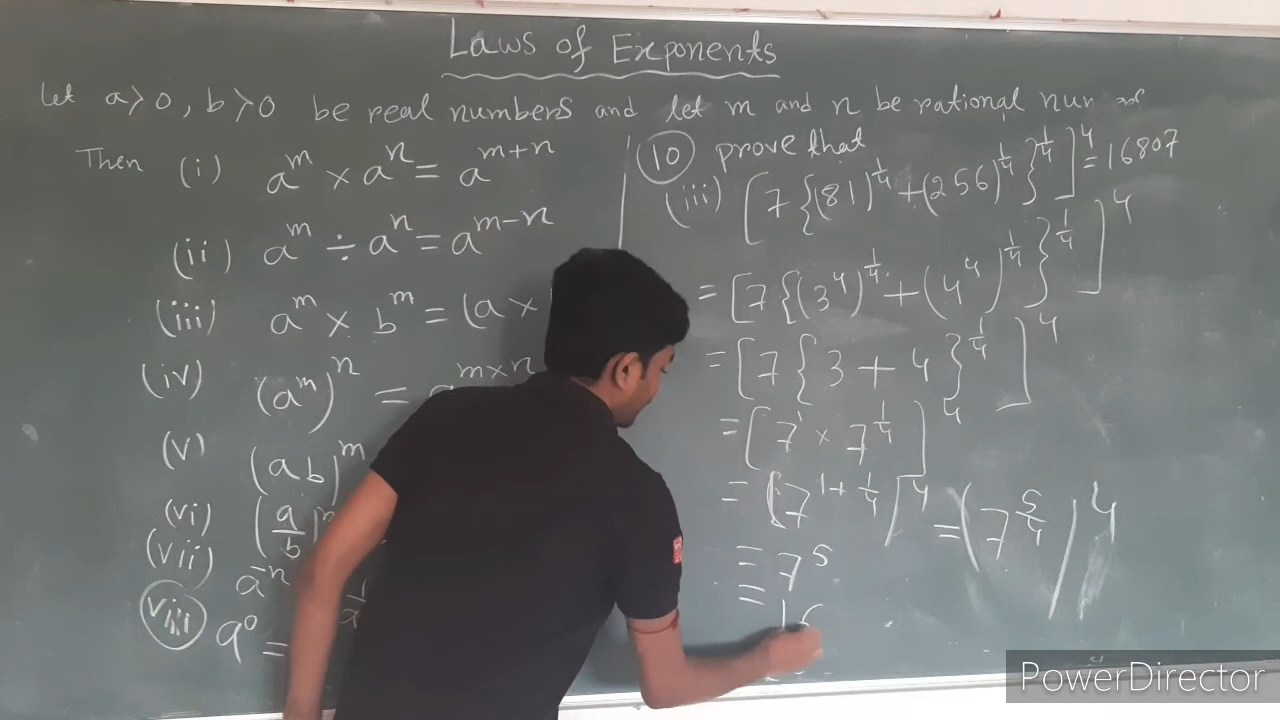 Laws of Exponents
Let a > 0, b > 0 be real numbers and let m and n be rational
Then (i) a^m × a^n = a^{m+n}
(ii) a^m ÷ a^n = a^{m-n}
(iii) a^m × b^m = (a ×
(iv) (a^m)^n = a^{m×n}
(v) (ab)^m
(vi) (a/b)^m
(vii) a^{-n}
(viii) a^0 =
(10) prove that
(iii) [7{(81)^{1/4} + (256)^{1/4}}^{1/4}]^4 = 16807
= [7{(3^4)^{1/4} + (4^4)^{1/4}}^{1/4}]^4
= [7{3 + 4}^{1/4}]^4
= [7^1 × 7^{1/4}]^4
= (7^{1+1/4})^4 = (7^{5/4})^4
= 7^5
= 16
PowerDirector